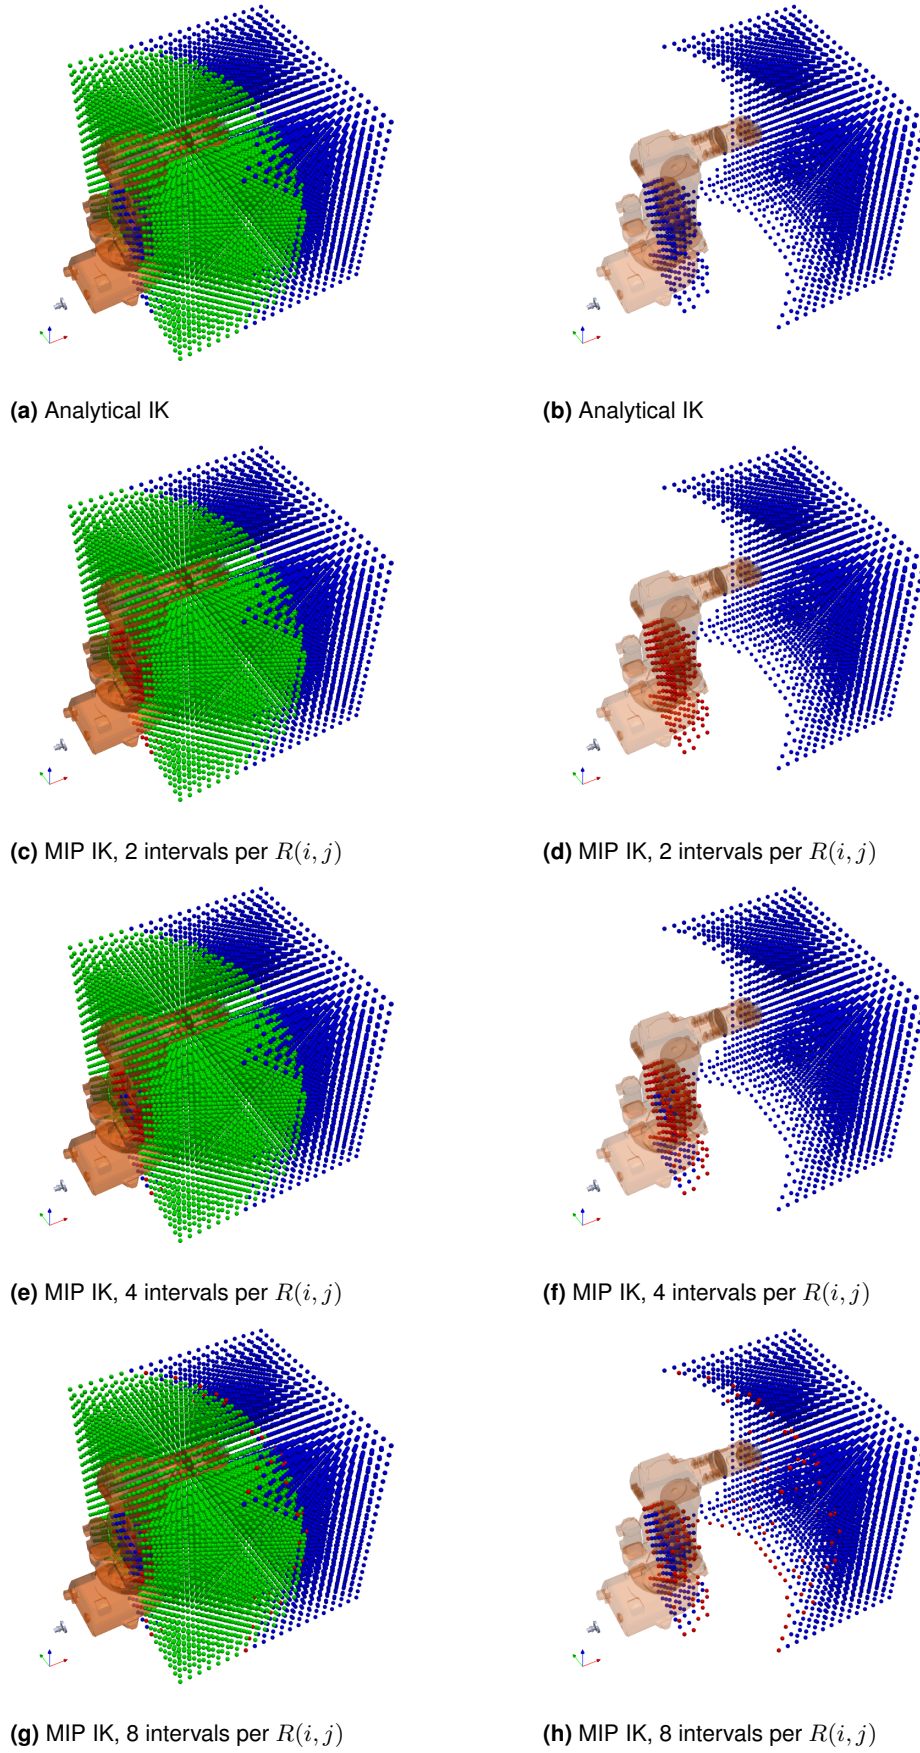 (a) Analytical IK
(b) Analytical IK
(c) MIP IK, 2 intervals per R(i, j)
(d) MIP IK, 2 intervals per R(i, j)
(e) MIP IK, 4 intervals per R(i, j)
(f) MIP IK, 4 intervals per R(i, j)
(g) MIP IK, 8 intervals per R(i, j)
(h) MIP IK, 8 intervals per R(i, j)